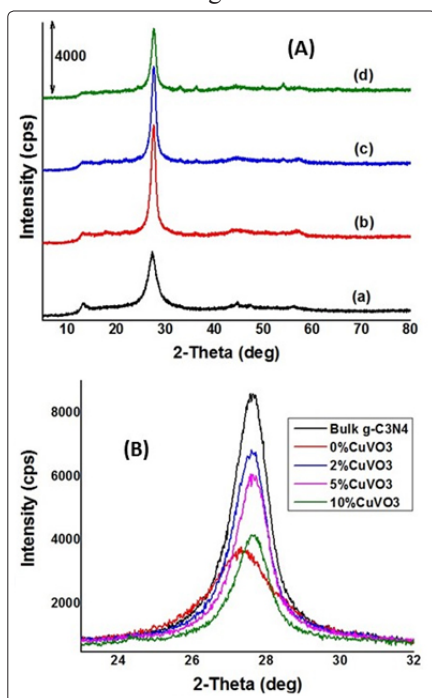 4000
(A)
(d)
(c)
(b)
(a)
Intensity (cps)
10 20 30 40 50 60 70 80
2-Theta (deg)
8000
6000
4000
2000
(B)
Bulk g-C3N4
0%CuVO3
2%CuVO3
5%CuVO3
10%CuVO3
Intensity (cps)
24 26 28 30 32
2-Theta (deg)